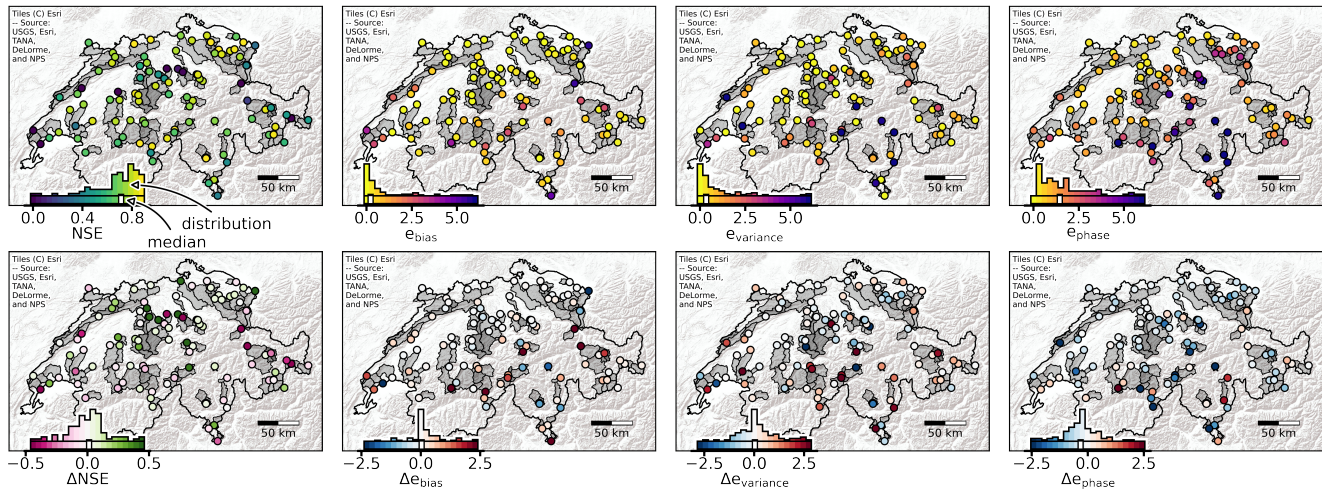 Tiles (C) Esri
-- Source:
USGS, Esri,
TANA,
DeLorme,
and NPS
50 km
0.0 0.4 0.8
NSE
distribution
median
Tiles (C) Esri
-- Source:
USGS, Esri,
TANA,
DeLorme,
and NPS
50 km
0 2.5 5.0
e_bias
Tiles (C) Esri
-- Source:
USGS, Esri,
TANA,
DeLorme,
and NPS
50 km
0.0 2.5 5.0
e_variance
Tiles (C) Esri
-- Source:
USGS, Esri,
TANA,
DeLorme,
and NPS
50 km
0.0 2.5 5.0
e_phase
Tiles (C) Esri
-- Source:
USGS, Esri,
TANA,
DeLorme,
and NPS
50 km
−0.5 0.0 0.5
ΔNSE
Tiles (C) Esri
-- Source:
USGS, Esri,
TANA,
DeLorme,
and NPS
50 km
−2.5 0.0 2.5
Δe_bias
Tiles (C) Esri
-- Source:
USGS, Esri,
TANA,
DeLorme,
and NPS
50 km
−2.5 0.0 2.5
Δe_variance
Tiles (C) Esri
-- Source:
USGS, Esri,
TANA,
DeLorme,
and NPS
50 km
−2.5 0.0 2.5
Δe_phase